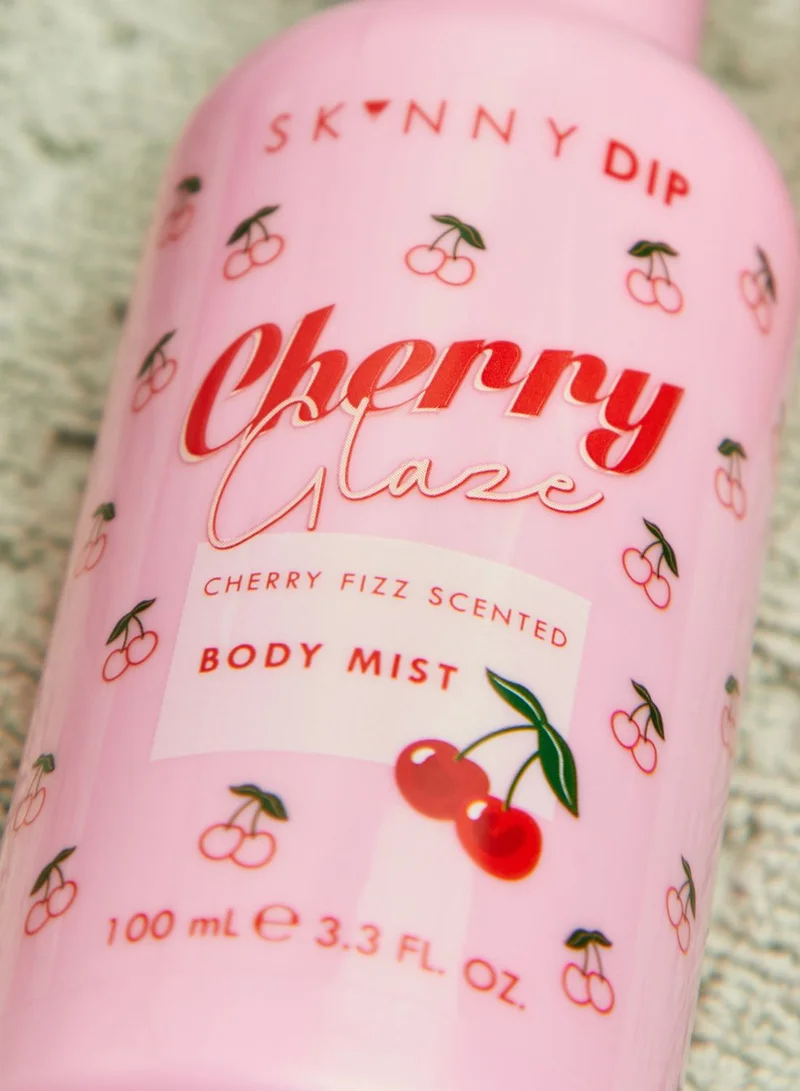 SK♥NNY DIP
Cherry
Glaze
CHERRY FIZZ SCENTED
BODY MIST
100 mL ℮ 3.3 FL. OZ.